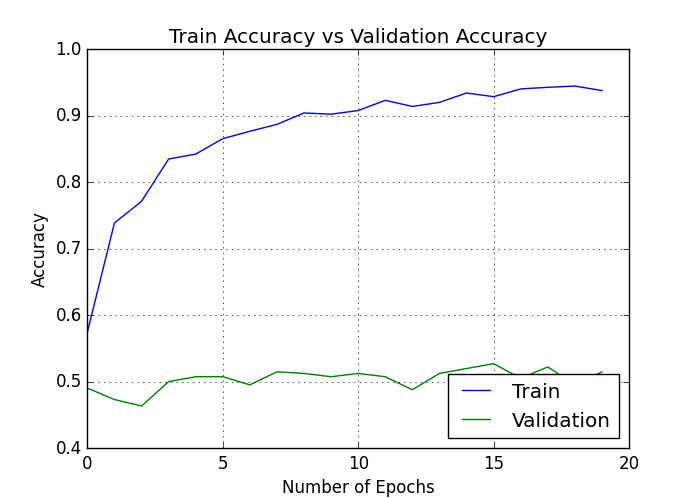 Train Accuracy vs Validation Accuracy
1.0
0.9
0.8
0.7
0.6
0.5
0.4
Accuracy
0 5 10 15 20
Number of Epochs
Train
Validation